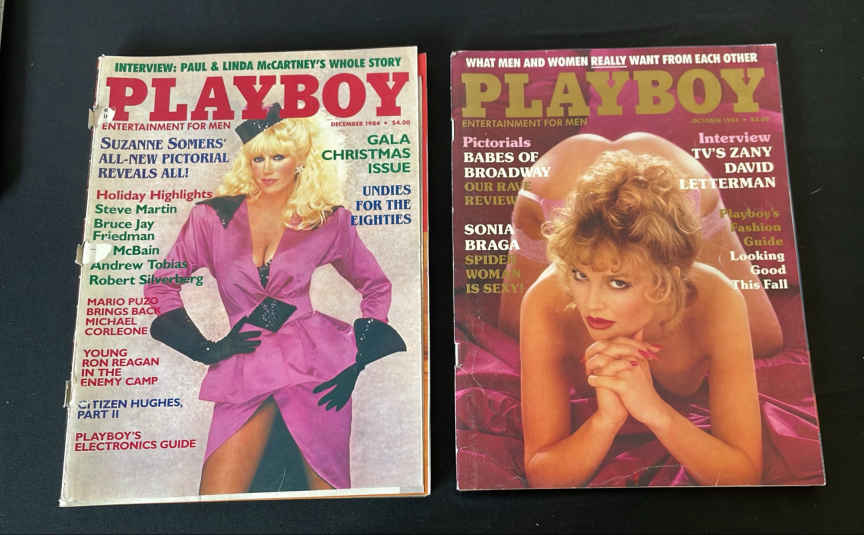 INTERVIEW: PAUL & LINDA McCARTNEY'S WHOLE STORY
PLAYBOY
ENTERTAINMENT FOR MEN
DECEMBER 1984 • $4.00
SUZANNE SOMERS'
ALL-NEW PICTORIAL
REVEALS ALL!
GALA
CHRISTMAS
ISSUE
UNDIES
FOR THE
EIGHTIES
Holiday Highlights
Steve Martin
Bruce Jay
Friedman
McBain
Andrew Tobias
Robert Silverberg
MARIO PUZO
BRINGS BACK
MICHAEL
CORLEONE
YOUNG
RON REAGAN
IN THE
ENEMY CAMP
CITIZEN HUGHES,
PART II
PLAYBOY'S
ELECTRONICS GUIDE
WHAT MEN AND WOMEN REALLY WANT FROM EACH OTHER
PLAYBOY
ENTERTAINMENT FOR MEN
OCTOBER 1984 • $4.00
Pictorials
BABES OF
BROADWAY
OUR RAVE
REVIEW
SONIA
BRAGA
SPIDER
WOMAN
IS SEXY!
Interview
TV'S ZANY
DAVID
LETTERMAN
Playboy's
Fashion
Guide
Looking
Good
This Fall